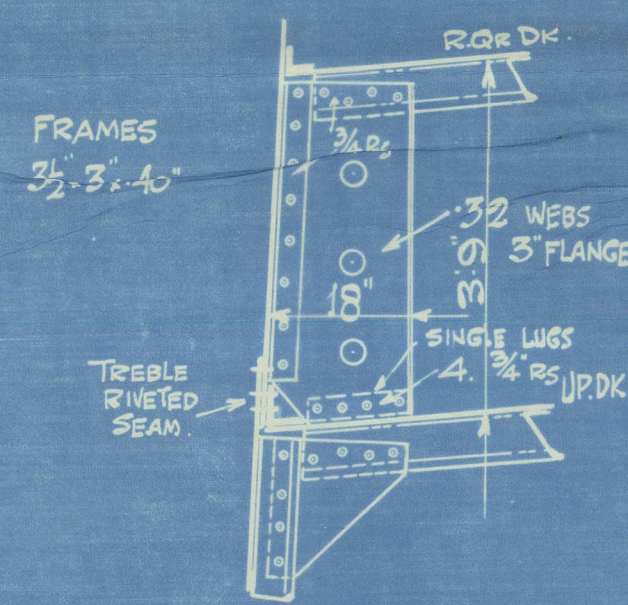 R.QR DK.
FRAMES
3½" × 3" × .40"
¾ RS
.32 WEBS
3" FLANGE
3'.9"
18"
SINGLE LUGS
4. ¾" RS
UP.DK
TREBLE
RIVETED
SEAM.